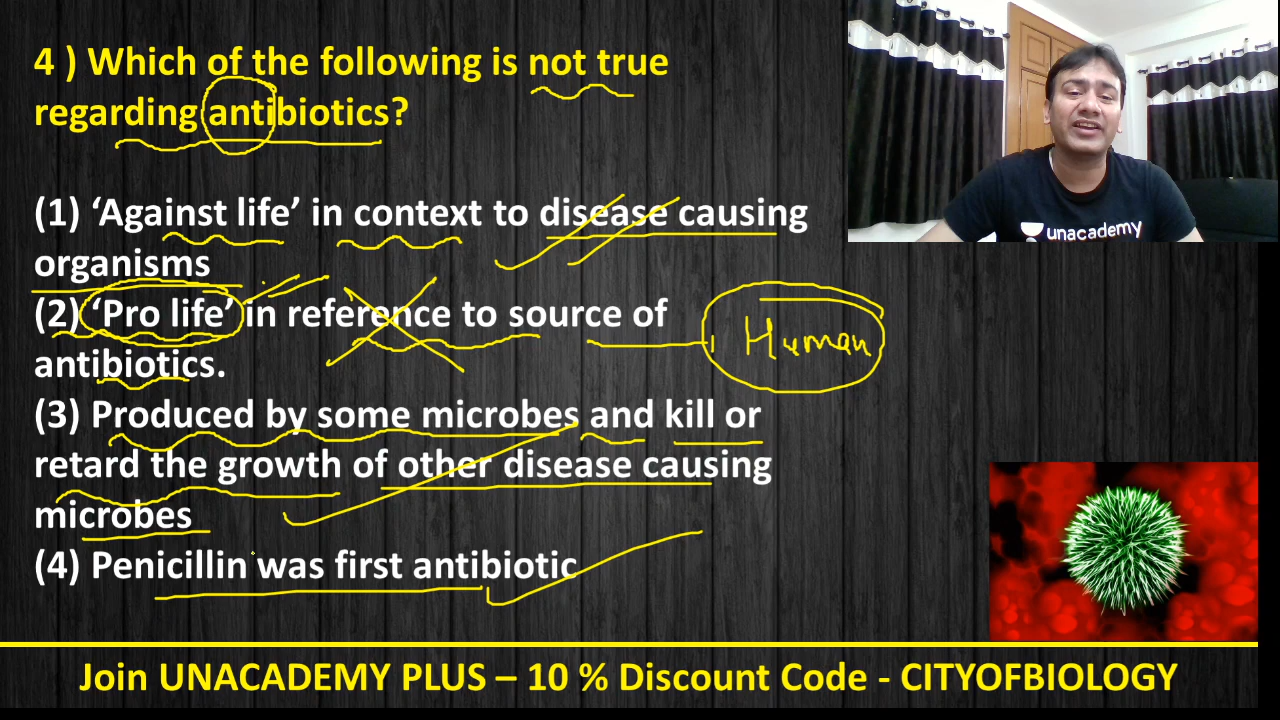 4 ) Which of the following is not true
regarding antibiotics?
unacademy
(1) ‘Against life’ in context to disease causing
organisms
(2) ‘Pro life’ in reference to source of
antibiotics.
Human
(3) Produced by some microbes and kill or
retard the growth of other disease causing
microbes
(4) Penicillin was first antibiotic
Join UNACADEMY PLUS – 10 % Discount Code - CITYOFBIOLOGY